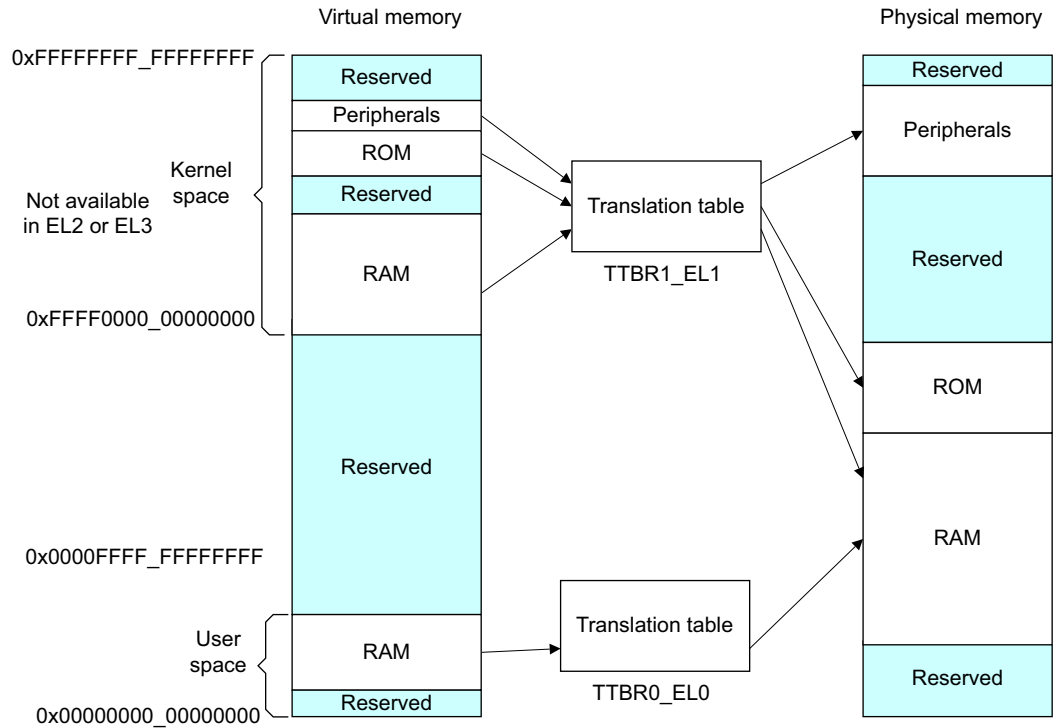 Virtual memory
Physical memory
0xFFFFFFFF_FFFFFFFF
Reserved
Peripherals
ROM
Reserved
RAM
Kernel
space
Not available
in EL2 or EL3
0xFFFF0000_00000000
Reserved
0x0000FFFF_FFFFFFFF
User
space
RAM
Reserved
0x00000000_00000000
Translation table
TTBR1_EL1
Translation table
TTBR0_EL0
Reserved
Peripherals
Reserved
ROM
RAM
Reserved